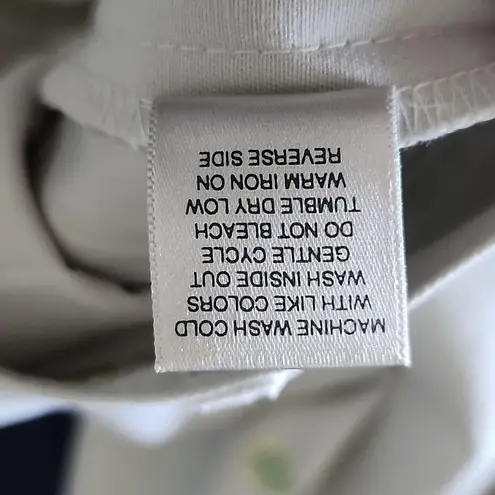 MACHINE WASH COLD
WITH LIKE COLORS
WASH INSIDE OUT
GENTLE CYCLE
DO NOT BLEACH
TUMBLE DRY LOW
WARM IRON ON
REVERSE SIDE